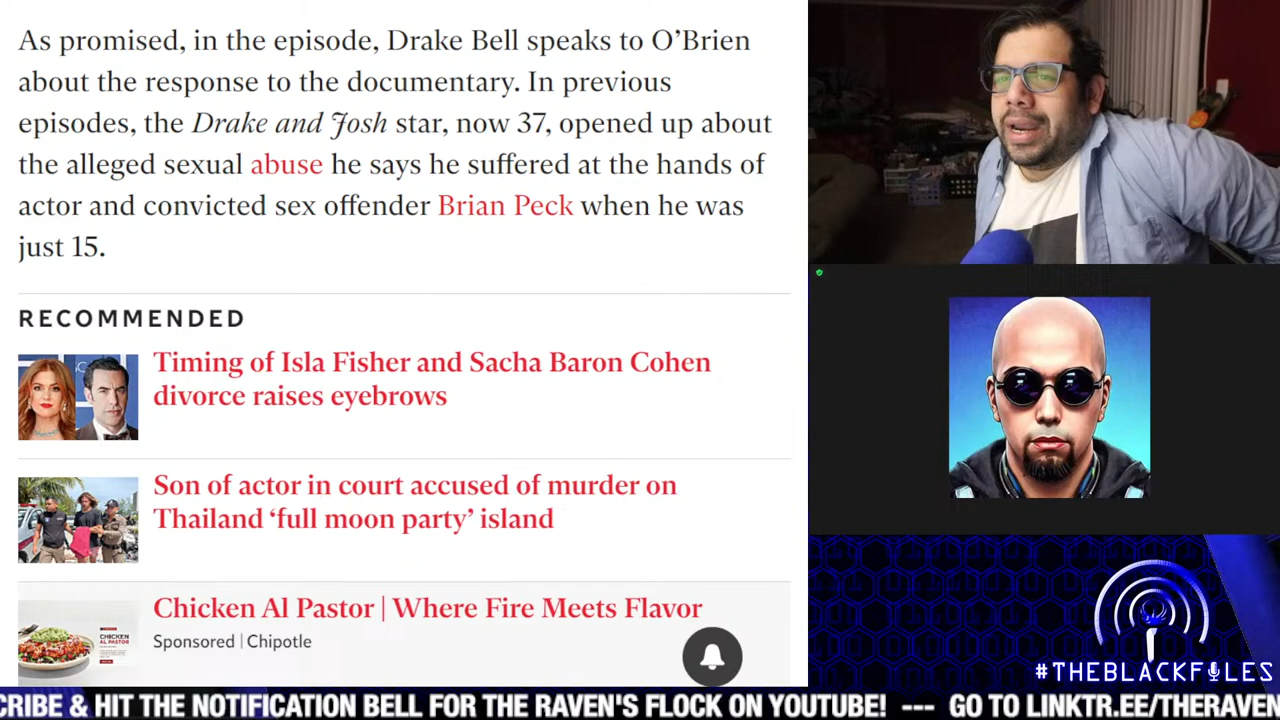 As promised, in the episode, Drake Bell speaks to O’Brien
about the response to the documentary. In previous
episodes, the Drake and Josh star, now 37, opened up about
the alleged sexual abuse he says he suffered at the hands of
actor and convicted sex offender Brian Peck when he was
just 15.
RECOMMENDED
Timing of Isla Fisher and Sacha Baron Cohen
divorce raises eyebrows
Son of actor in court accused of murder on
Thailand ‘full moon party’ island
Chicken Al Pastor | Where Fire Meets Flavor
Sponsored | Chipotle
CHICKEN
AL PASTOR
#THEBLACKFILES
CRIBE & HIT THE NOTIFICATION BELL FOR THE RAVEN'S FLOCK ON YOUTUBE! --- GO TO LINKTR.EE/THERAVEN